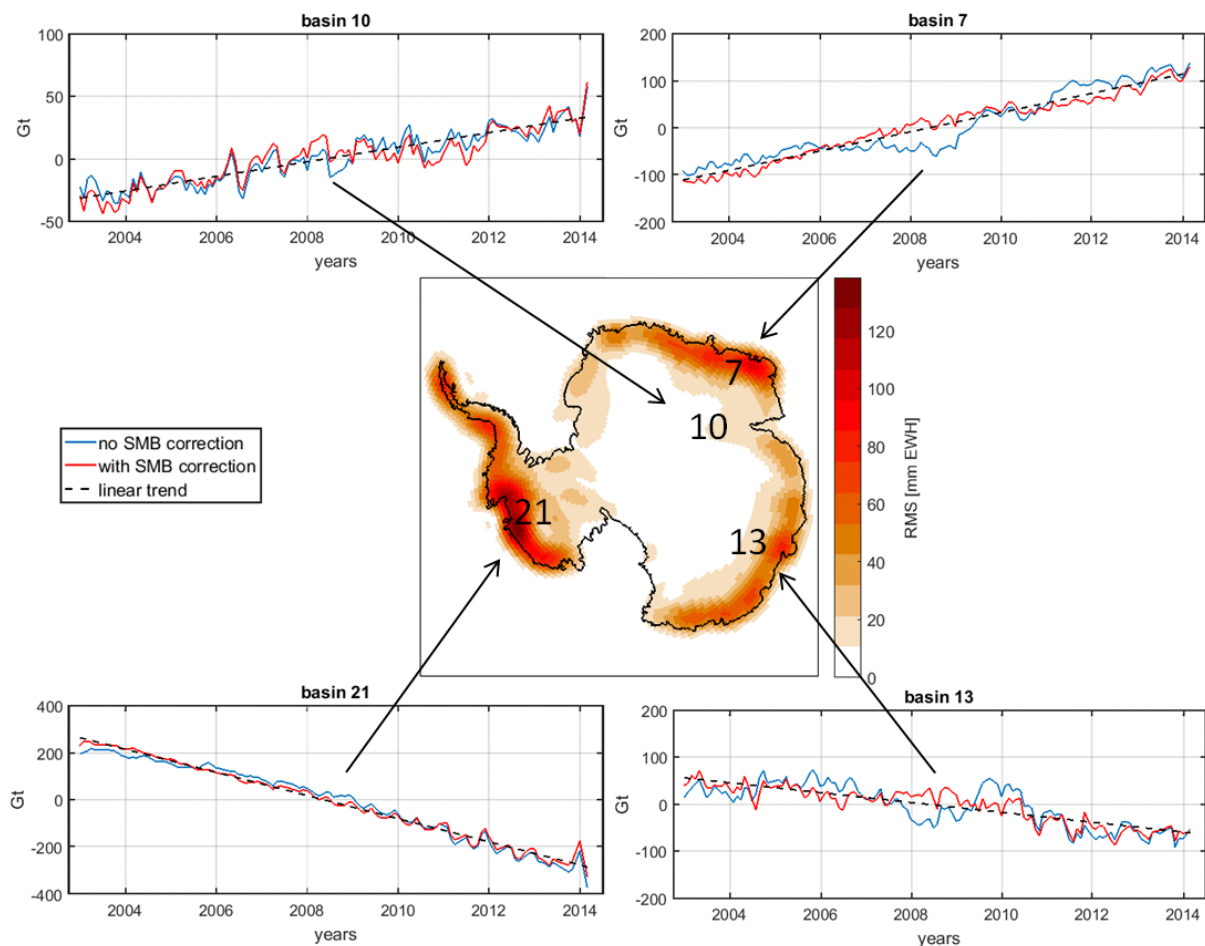 basin 10
100
50
0
-50
Gt
2004 2006 2008 2010 2012 2014
years
basin 7
200
100
0
-100
-200
Gt
2004 2006 2008 2010 2012 2014
years
no SMB correction
with SMB correction
linear trend
7
10
21
13
120
100
80
60
40
20
0
RMS [mm EWH]
basin 21
400
200
0
-200
-400
Gt
2004 2006 2008 2010 2012 2014
years
basin 13
200
100
0
-100
-200
Gt
2004 2006 2008 2010 2012 2014
years